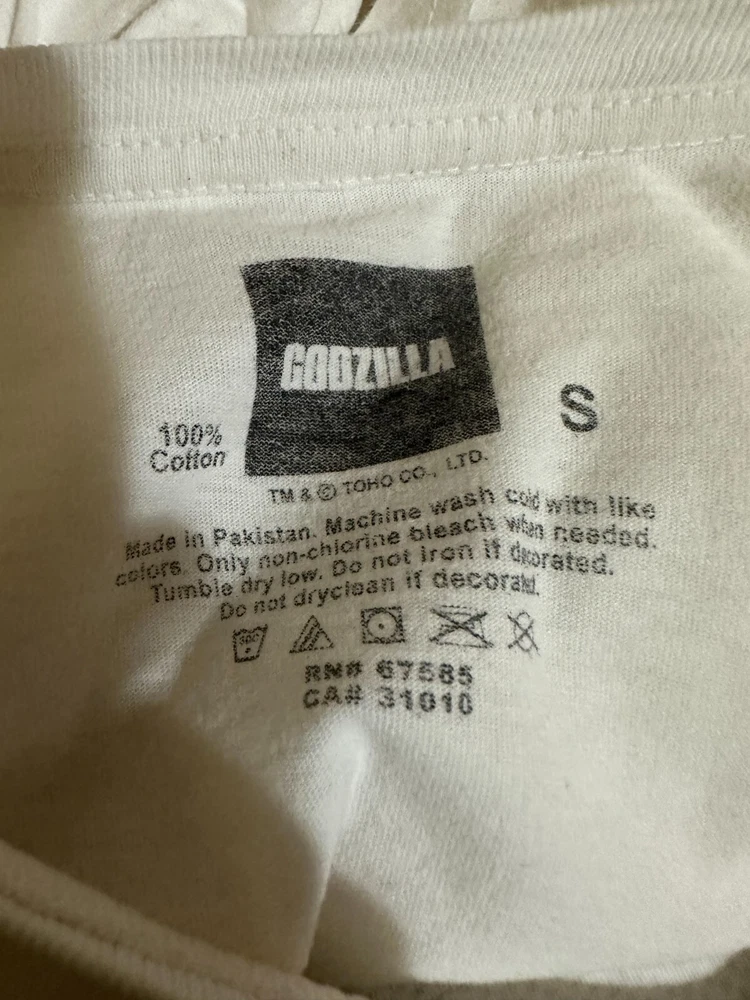 GODZILLA
S
100%
Cotton
TM & © TOHO CO., LTD.
Made in Pakistan. Machine wash cold with like
colors. Only non-chlorine bleach when needed.
Tumble dry low. Do not iron if decorated.
Do not dryclean if decorated.
30C
RN# 67585
CA# 31010